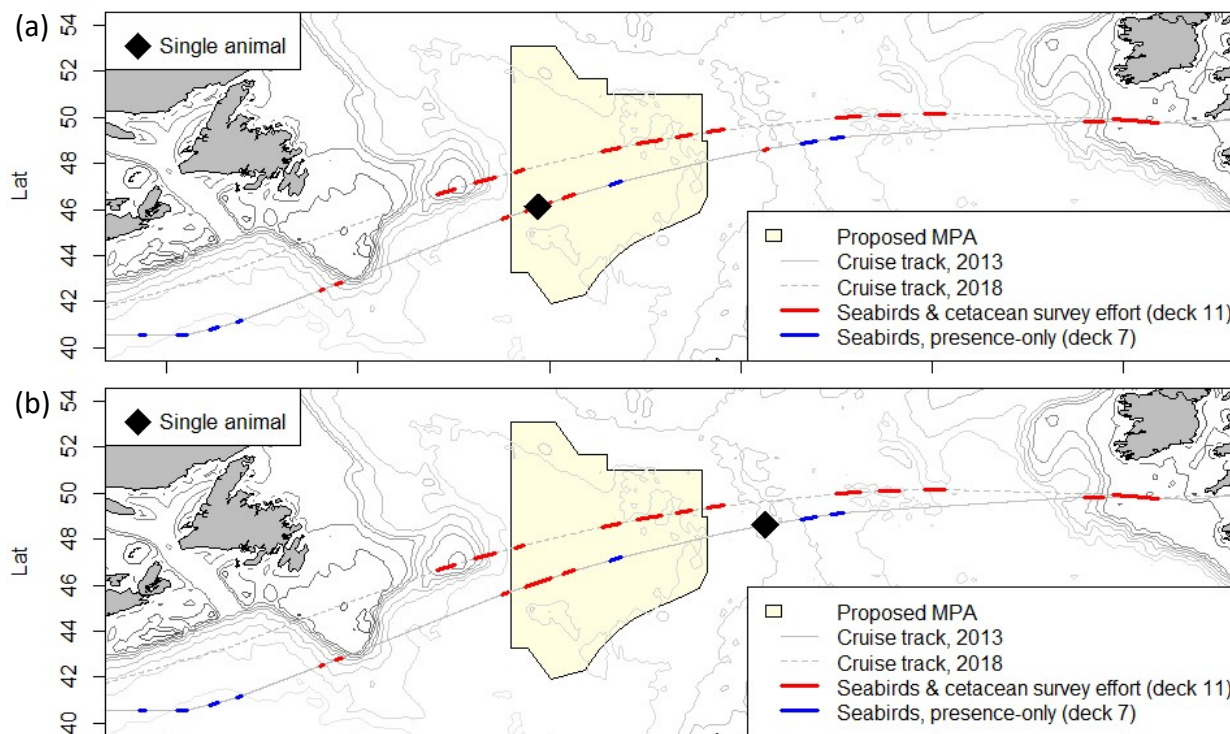 (a)
Single animal
54
52
50
48
46
44
42
40
Lat
Proposed MPA
Cruise track, 2013
Cruise track, 2018
Seabirds & cetacean survey effort (deck 11)
Seabirds, presence-only (deck 7)
(b)
Single animal
54
52
50
48
46
44
42
40
Lat
Proposed MPA
Cruise track, 2013
Cruise track, 2018
Seabirds & cetacean survey effort (deck 11)
Seabirds, presence-only (deck 7)